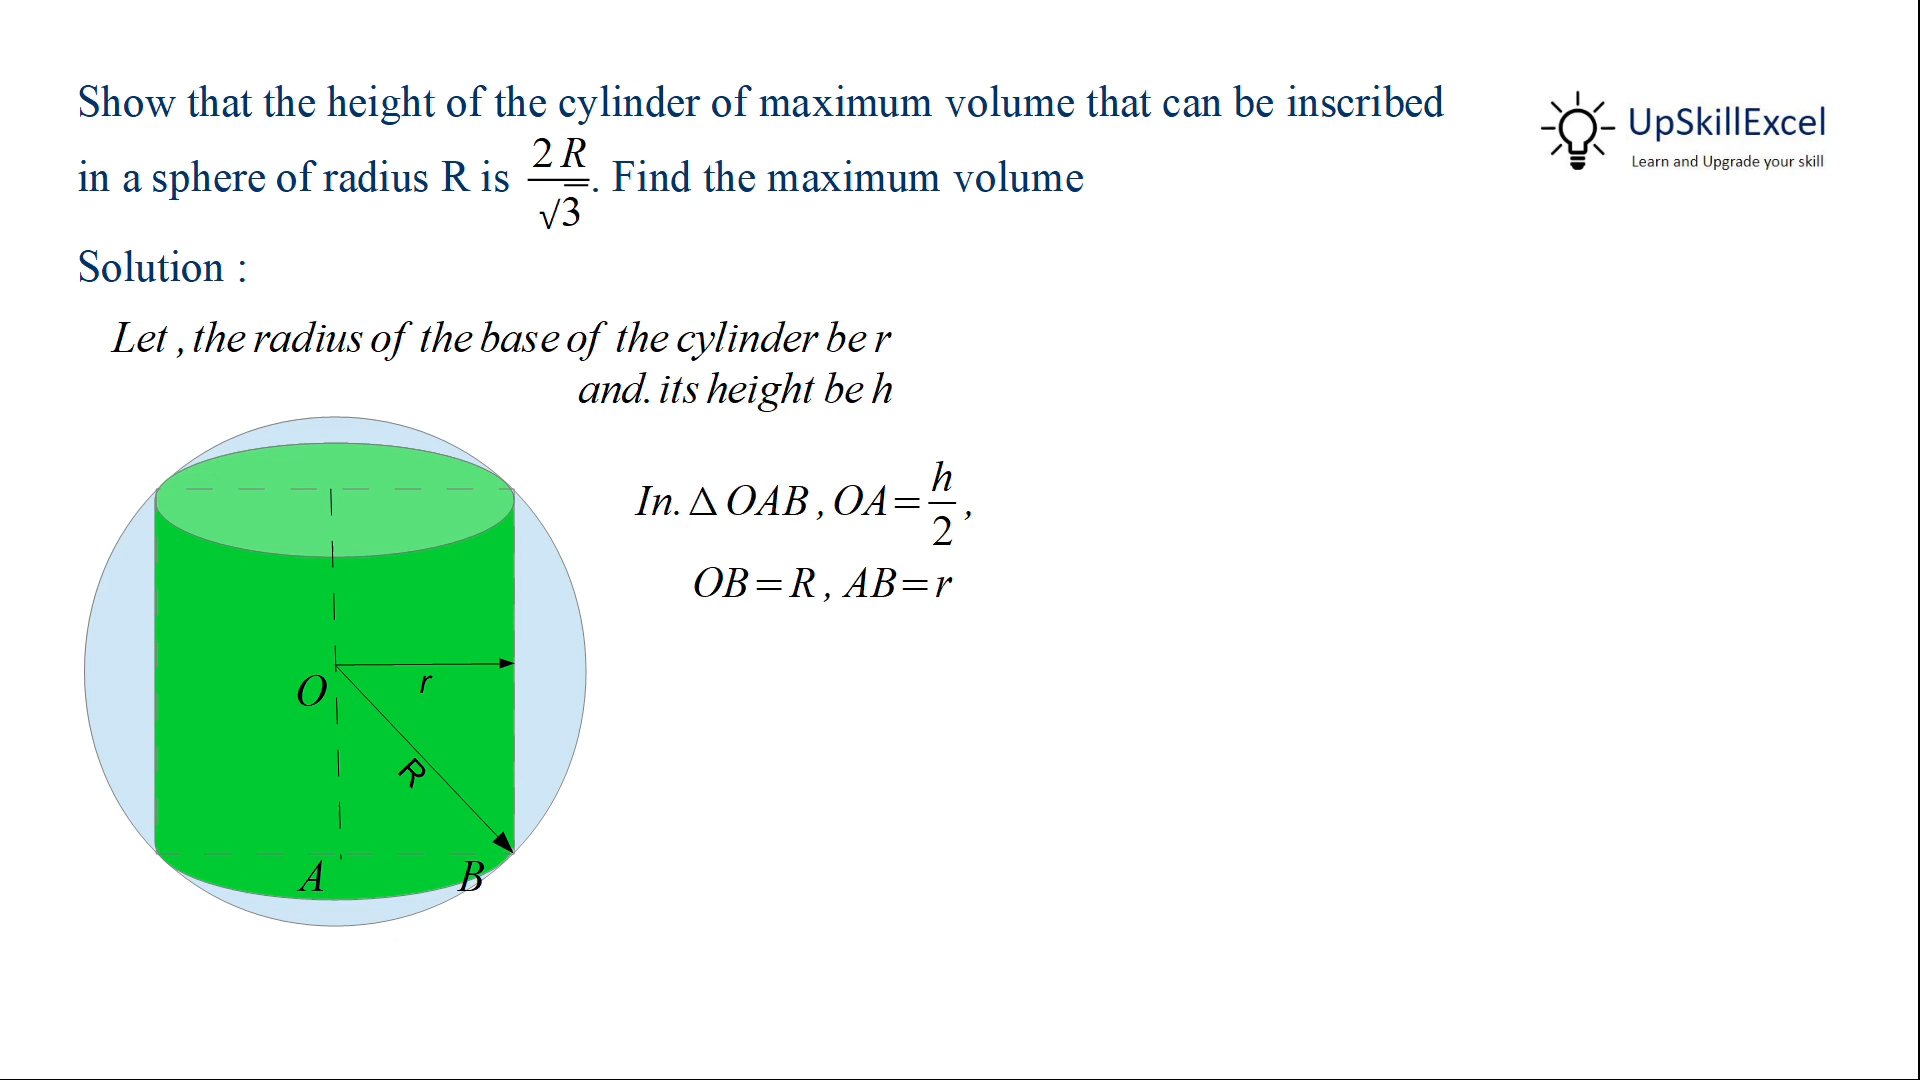 Show that the height of the cylinder of maximum volume that can be inscribed
in a sphere of radius R is 2 R / √3. Find the maximum volume
UpSkillExcel
Learn and Upgrade your skill
Solution :
Let , the radius of the base of the cylinder be r
and. its height be h
In. Δ OAB , OA = h/2 ,
OB = R , AB = r
O
r
R
A
B